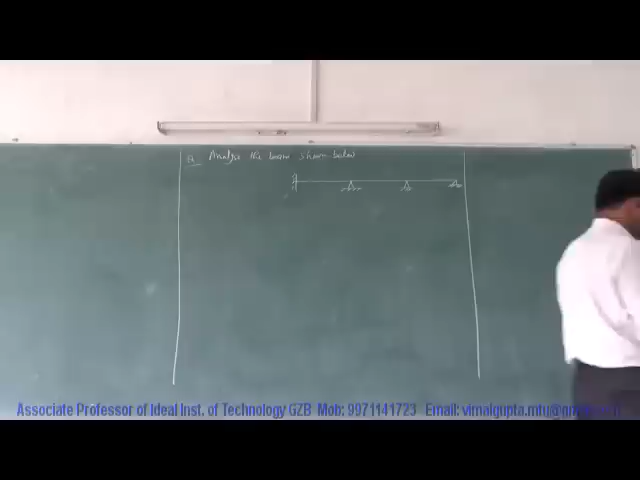 Q. Analyse the beam shown below
Associate Professor of Ideal Inst. of Technology GZB Mob: 9971141723 Email: vimalgupta.mtu@